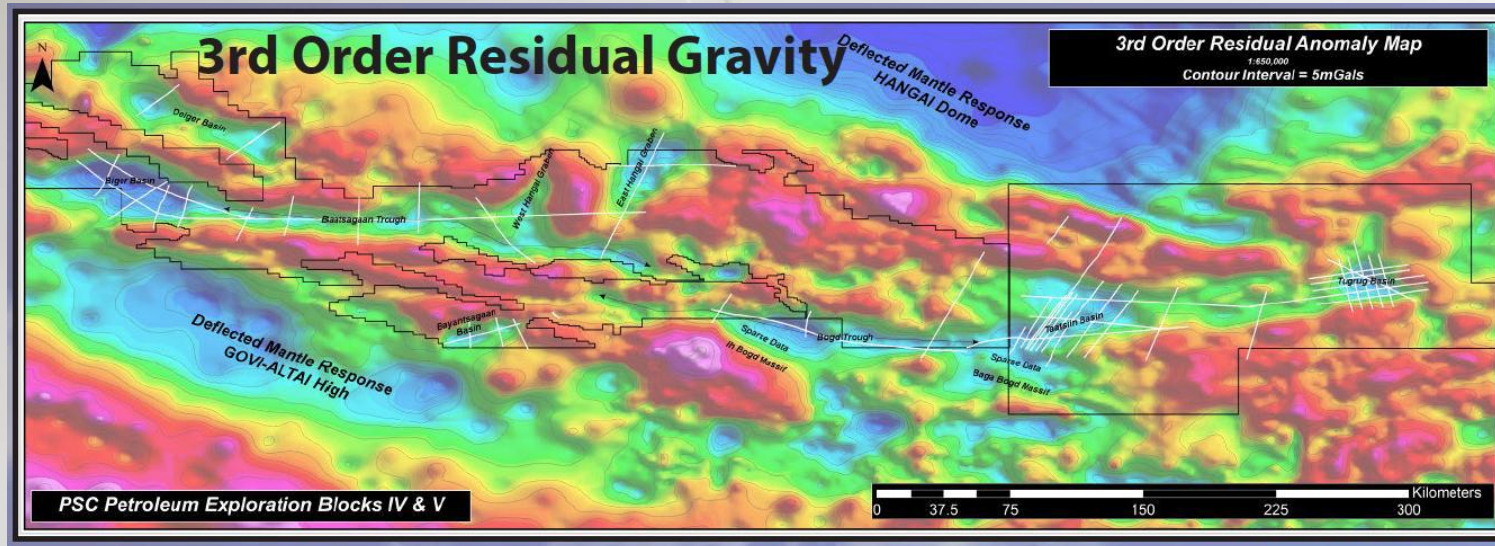 3rd Order Residual Gravity
3rd Order Residual Anomaly Map
1:650,000
Contour Interval = 5mGals
N
Deflected Mantle Response
HANGAI Dome
Delger Basin
Biger Basin
Baatsagaan Trough
West Hangai Graben
East Hangai Graben
Deflected Mantle Response
GOVI-ALTAI High
Bayantsagaan
Basin
Sparse Data
Ih Bogd Massif
Bogd Trough
Taatsiin Basin
Sparse Data
Baga Bogd Massif
Tugrug Basin
PSC Petroleum Exploration Blocks IV & V
Kilometers
0 37.5 75 150 225 300